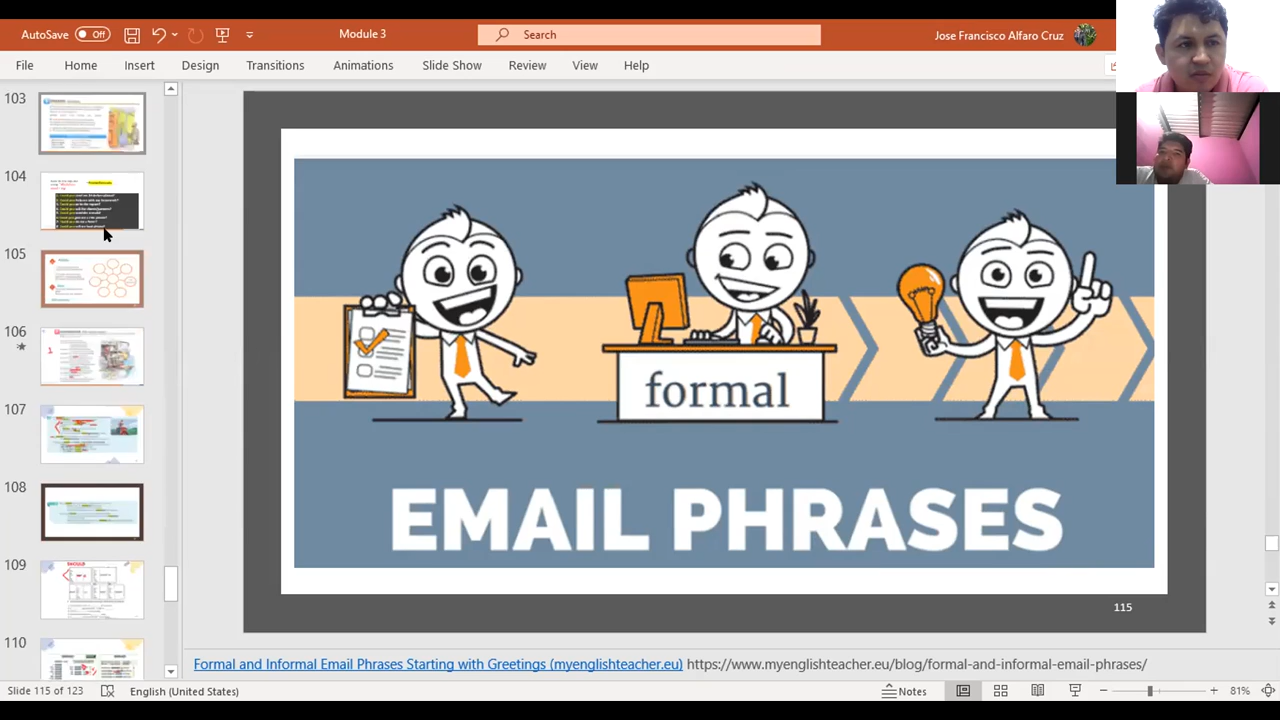 AutoSave Off
Module 3
Search
Jose Francisco Alfaro Cruz
File Home Insert Design Transitions Animations Slide Show Review View Help
103
104
105
106
107
108
109
SHOULD
110
formal
EMAIL PHRASES
115
Formal and Informal Email Phrases Starting with Greetings (myenglishteacher.eu) https://www.myenglishteacher.eu/blog/formal-and-informal-email-phrases/
Slide 115 of 123 English (United States) Notes 81%